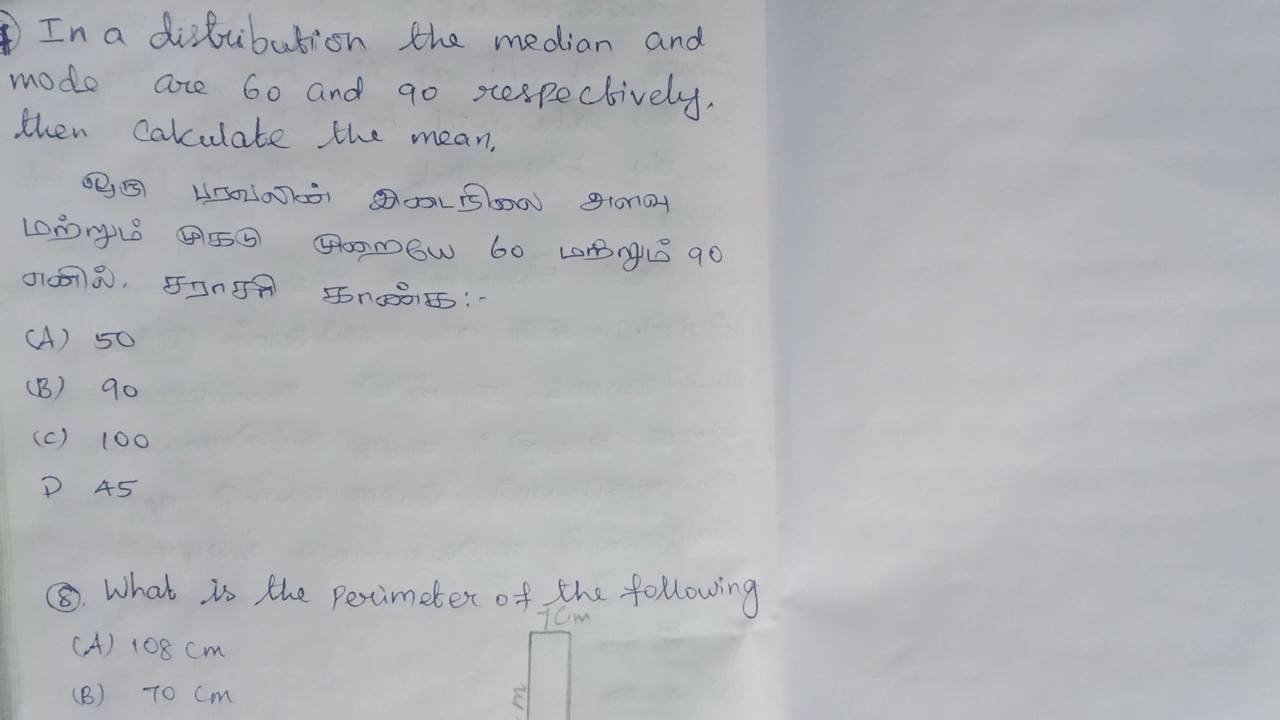 In a distribution the median and
mode are 60 and 90 respectively.
then calculate the mean.
ஒரு பரவலின் இடைநிலை அளவு
மற்றும் முகடு முறையே 60 மற்றும் 90
எனில். சராசரி காண்க:-
(A) 50
(B) 90
(C) 100
D 45
8. What is the perimeter of the following
7cm
(A) 108 cm
(B) 70 cm